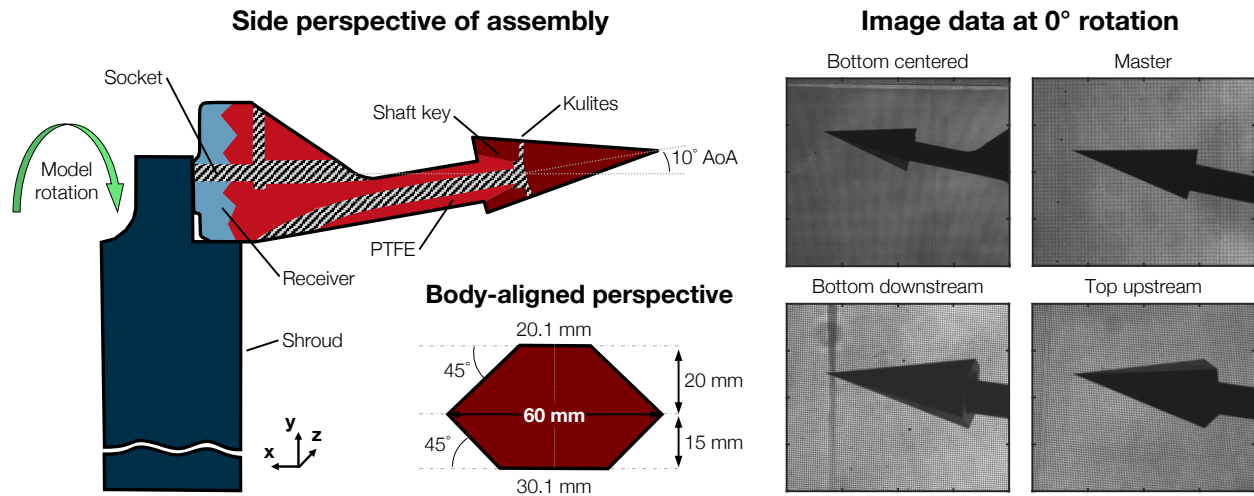 Side perspective of assembly
Image data at 0° rotation
Socket
Shaft key
Kulites
Model
rotation
10° AoA
PTFE
Receiver
Shroud
y
z
x
Body-aligned perspective
20.1 mm
45°
20 mm
60 mm
45°
15 mm
30.1 mm
Bottom centered
Master
Bottom downstream
Top upstream